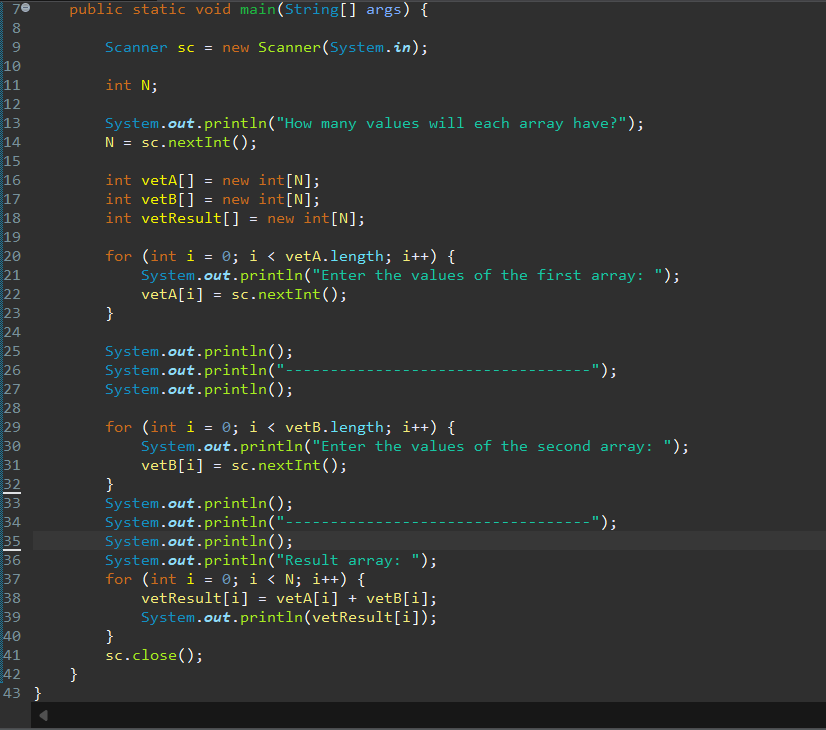 7    public static void main(String[] args) {
8
9        Scanner sc = new Scanner(System.in);
10
11        int N;
12
13        System.out.println("How many values will each array have?");
14        N = sc.nextInt();
15
16        int vetA[] = new int[N];
17        int vetB[] = new int[N];
18        int vetResult[] = new int[N];
19
20        for (int i = 0; i < vetA.length; i++) {
21            System.out.println("Enter the values of the first array: ");
22            vetA[i] = sc.nextInt();
23        }
24
25        System.out.println();
26        System.out.println("----------------------------------");
27        System.out.println();
28
29        for (int i = 0; i < vetB.length; i++) {
30            System.out.println("Enter the values of the second array: ");
31            vetB[i] = sc.nextInt();
32        }
33        System.out.println();
34        System.out.println("----------------------------------");
35        System.out.println();
36        System.out.println("Result array: ");
37        for (int i = 0; i < N; i++) {
38            vetResult[i] = vetA[i] + vetB[i];
39            System.out.println(vetResult[i]);
40        }
41        sc.close();
42    }
43 }